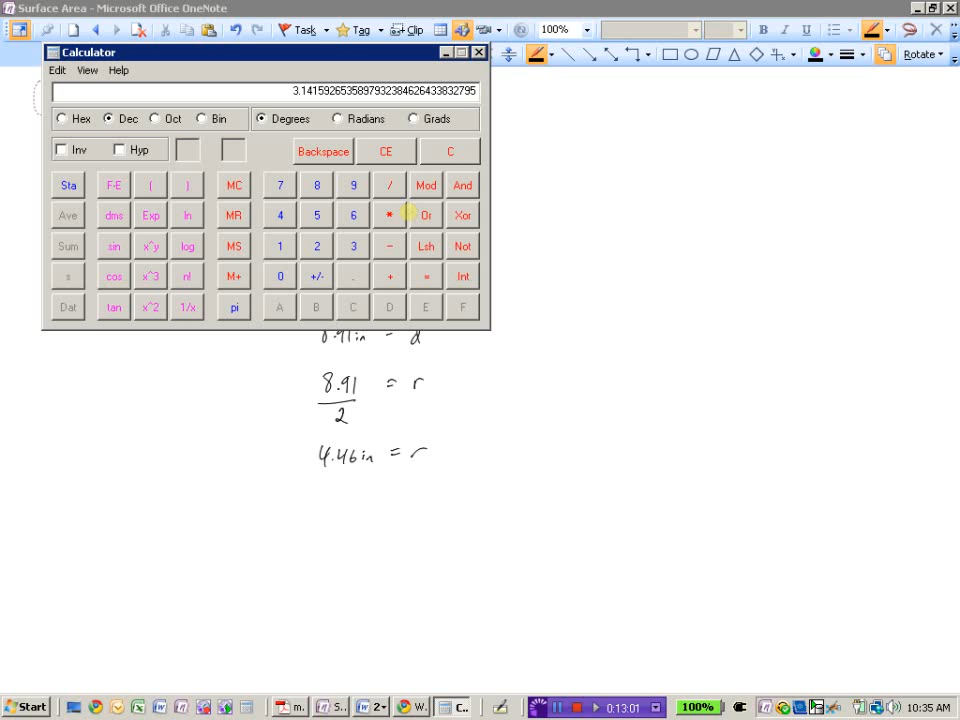 Surface Area - Microsoft Office OneNote
Task Tag Clip 100% B I U
Rotate
Calculator
Edit View Help
3.1415926535897932384626433832795
Hex Dec Oct Bin Degrees Radians Grads
Inv Hyp Backspace CE C
Sta F-E ( ) MC 7 8 9 / Mod And
Ave dms Exp ln MR 4 5 6 * Or Xor
Sum sin x^y log MS 1 2 3 - Lsh Not
s cos x^3 n! M+ 0 +/- . + = Int
Dat tan x^2 1/x pi A B C D E F
8.91in = d
8.91 = r
2
4.46in = r
Start m. S.. 2 W. C.. 0:13:01 100% 10:35 AM